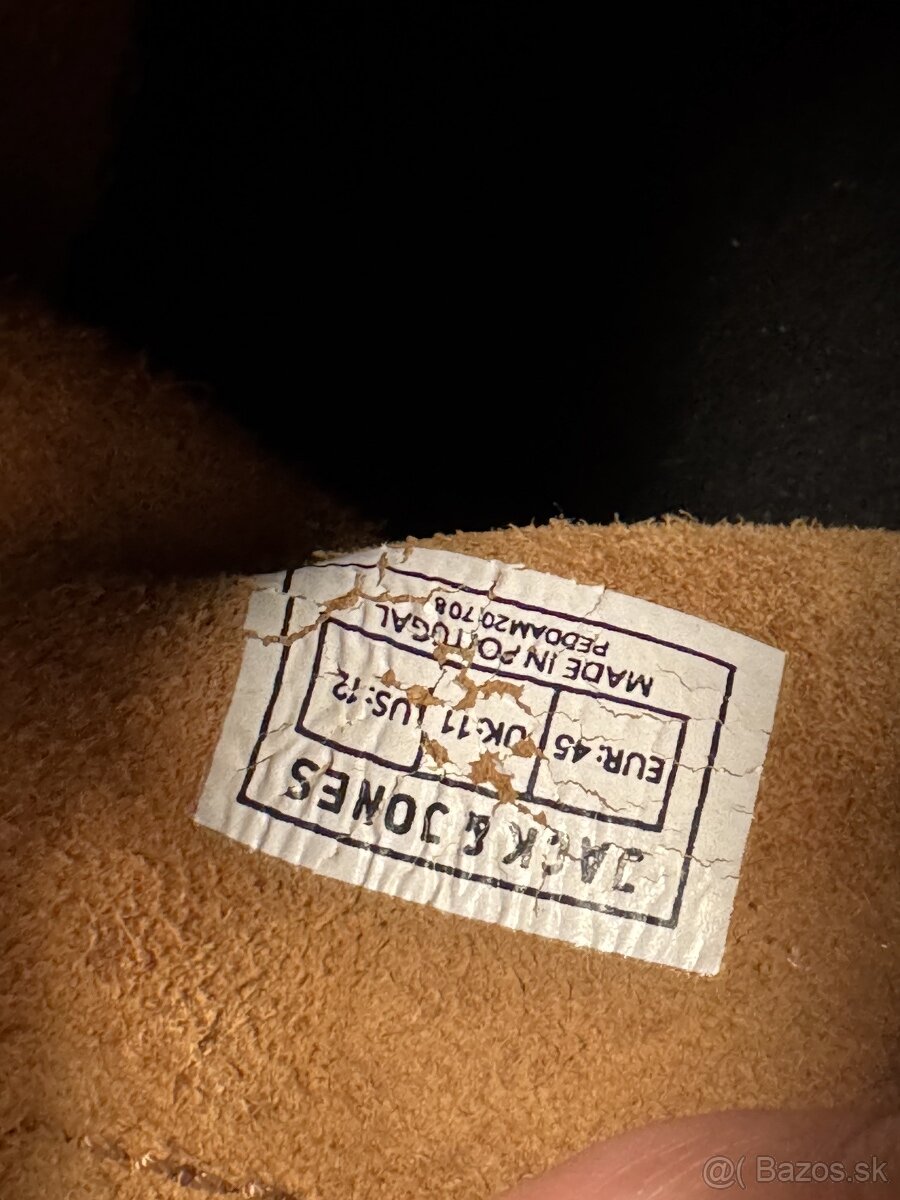 JACK & JONES
EUR: 45 UK: 11 US: 12
MADE IN PORTUGAL
PEDOAM20708
@( Bazos.sk